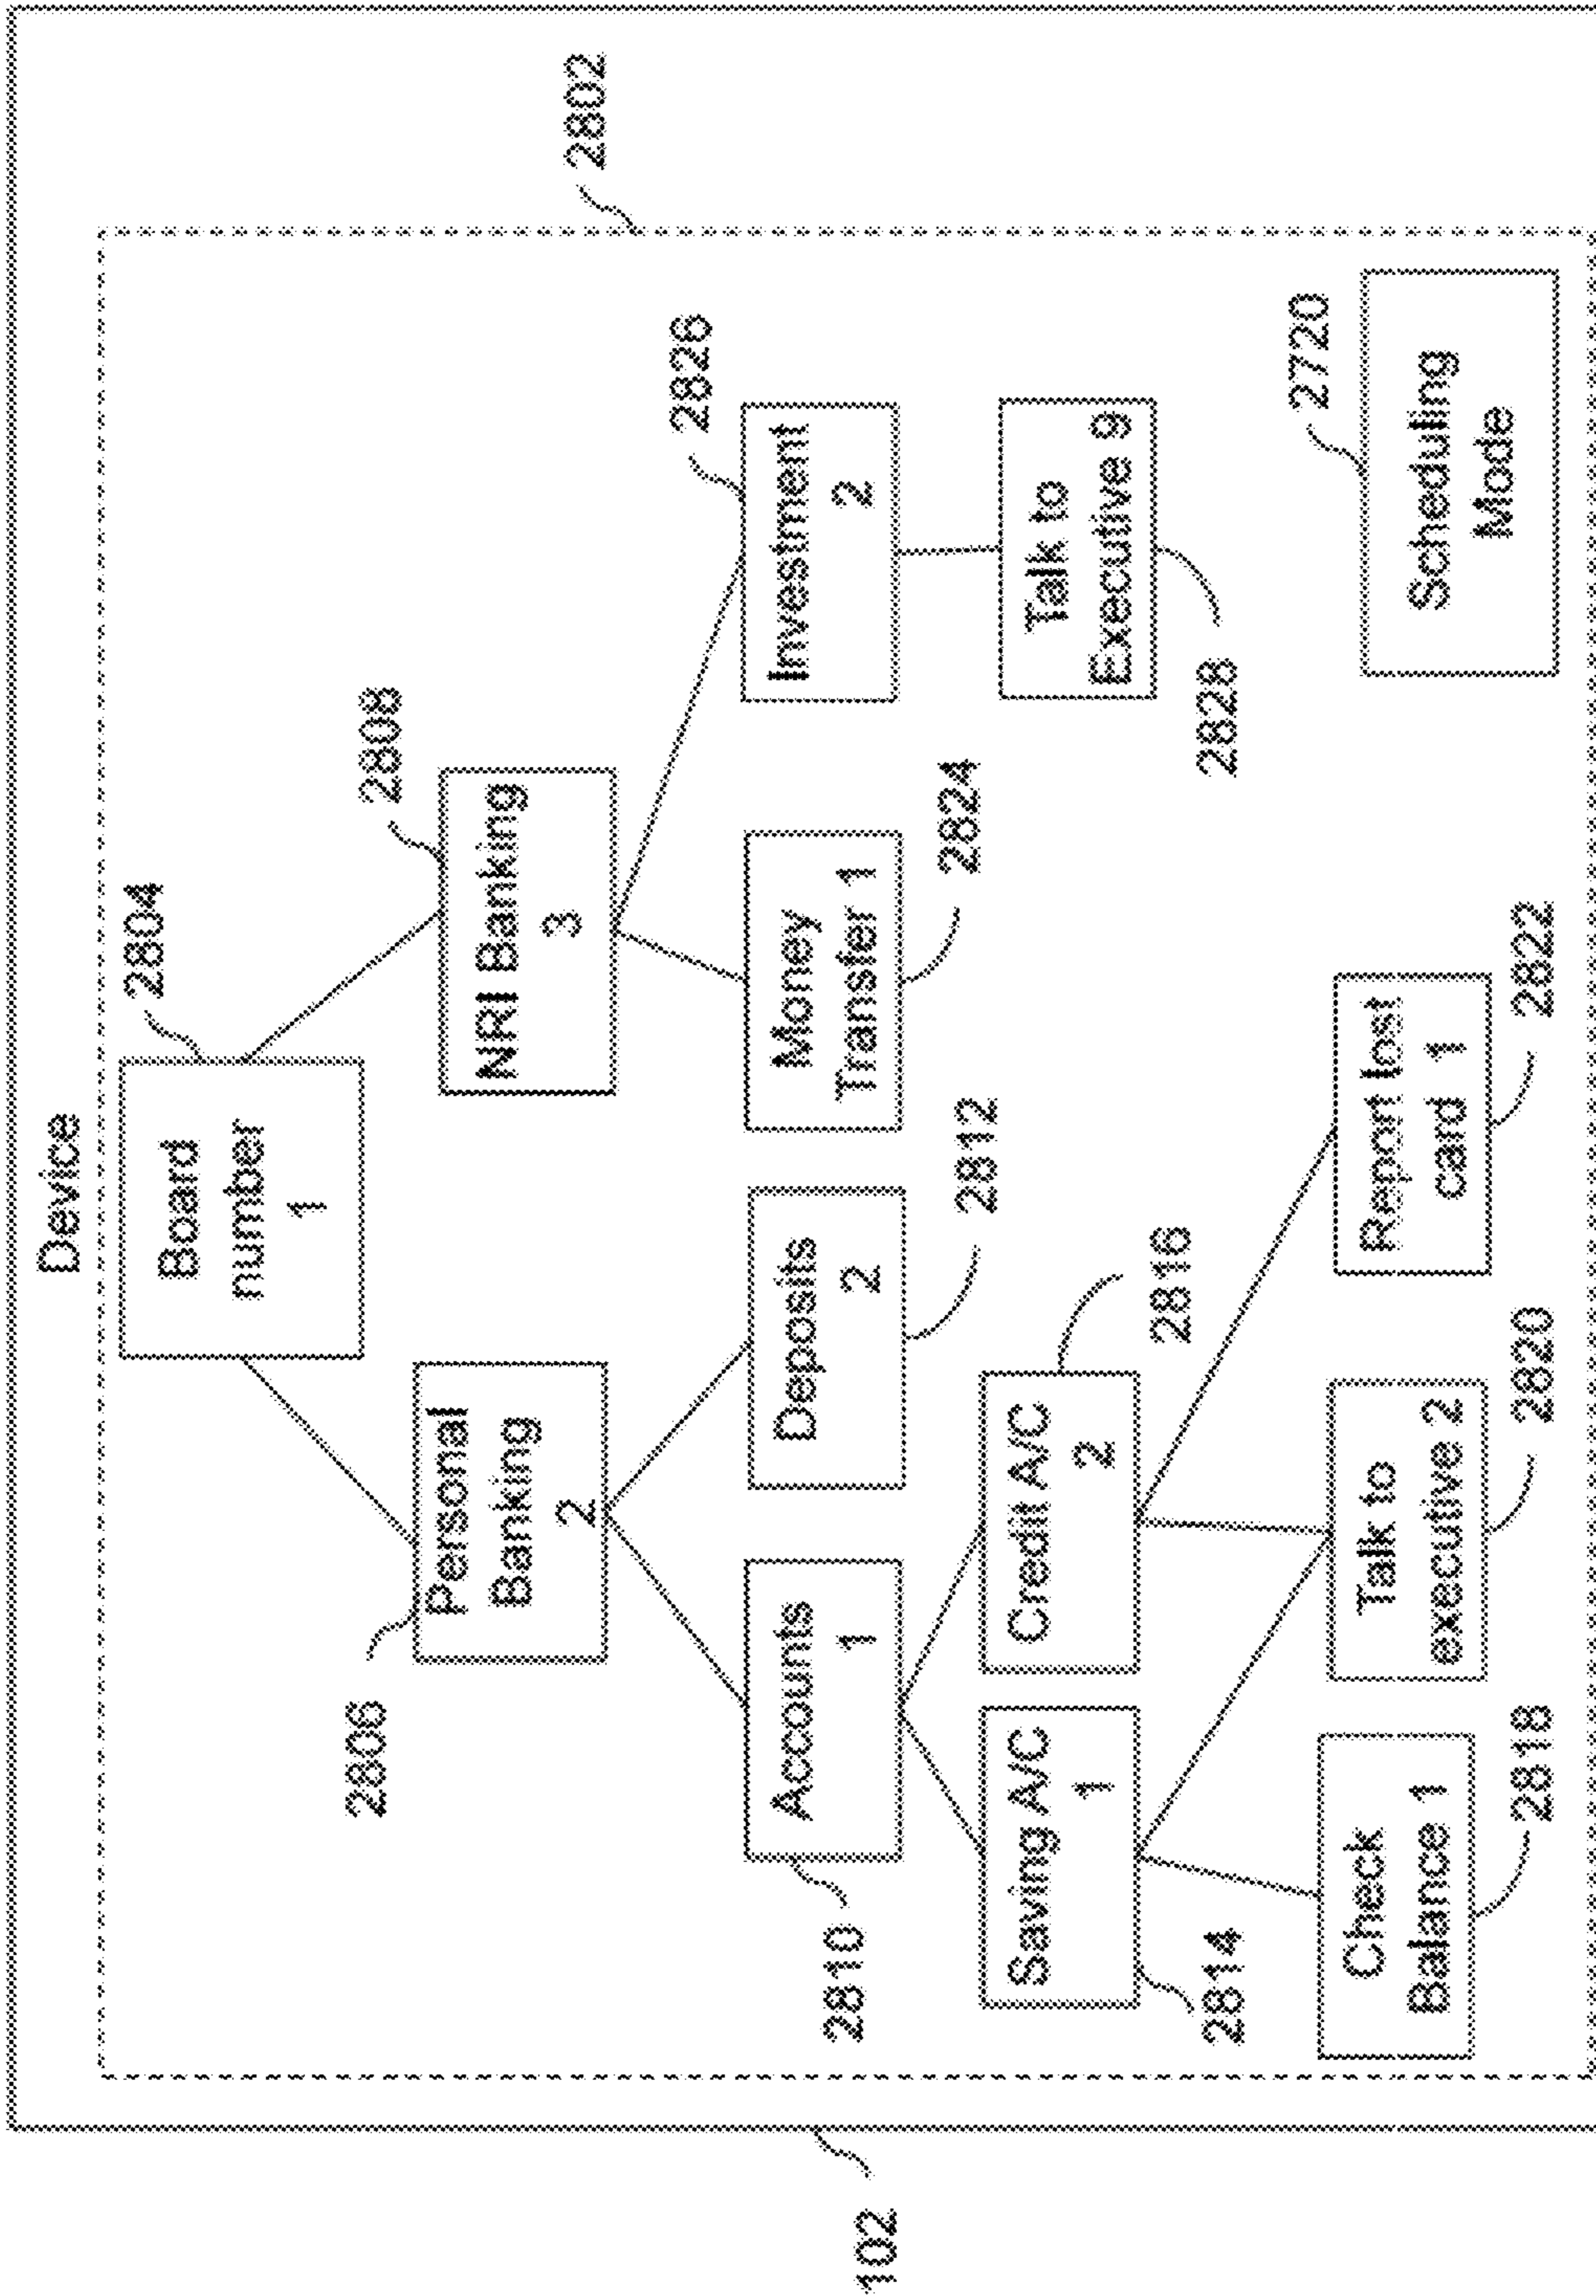 Device
102
2802
2804
Board
number
1
2806
Personal
Banking
2
2808
NRI Banking
3
2810
Accounts
1
Deposits
2
2812
Money
Transfer 1
2824
2826
Investment
2
2814
Saving A/C
1
Credit A/C
2
2816
Talk to
Executive 9
2828
Check
Balance 1
2818
Talk to
executive 2
2820
Report lost
card 1
2822
2720
Scheduling
Mode